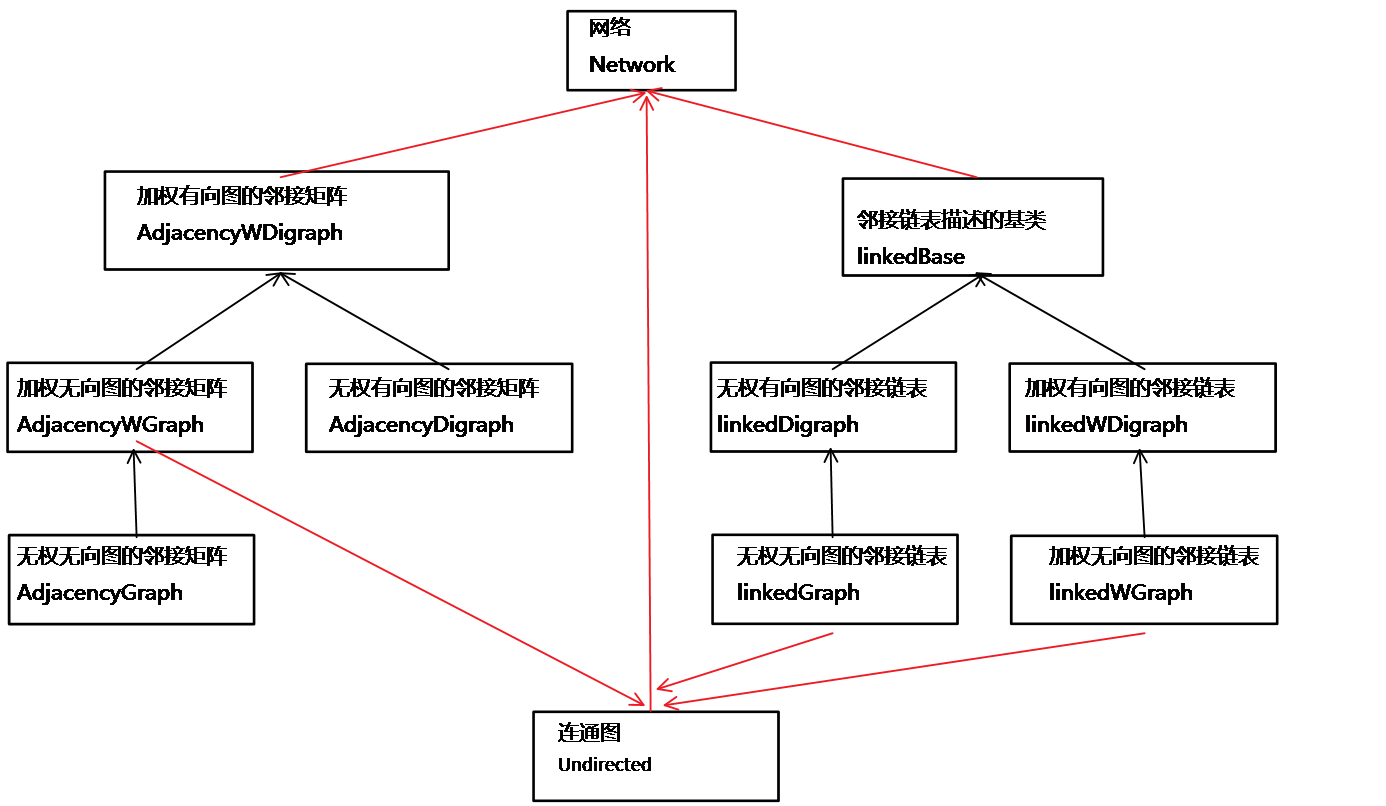 网络
Network
加权有向图的邻接矩阵
AdjacencyWDigraph
邻接链表描述的基类
linkedBase
加权无向图的邻接矩阵
AdjacencyWGraph
无权有向图的邻接矩阵
AdjacencyDigraph
无权有向图的邻接链表
linkedDigraph
加权有向图的邻接链表
linkedWDigraph
无权无向图的邻接矩阵
AdjacencyGraph
无权无向图的邻接链表
linkedGraph
加权无向图的邻接链表
linkedWGraph
连通图
Undirected